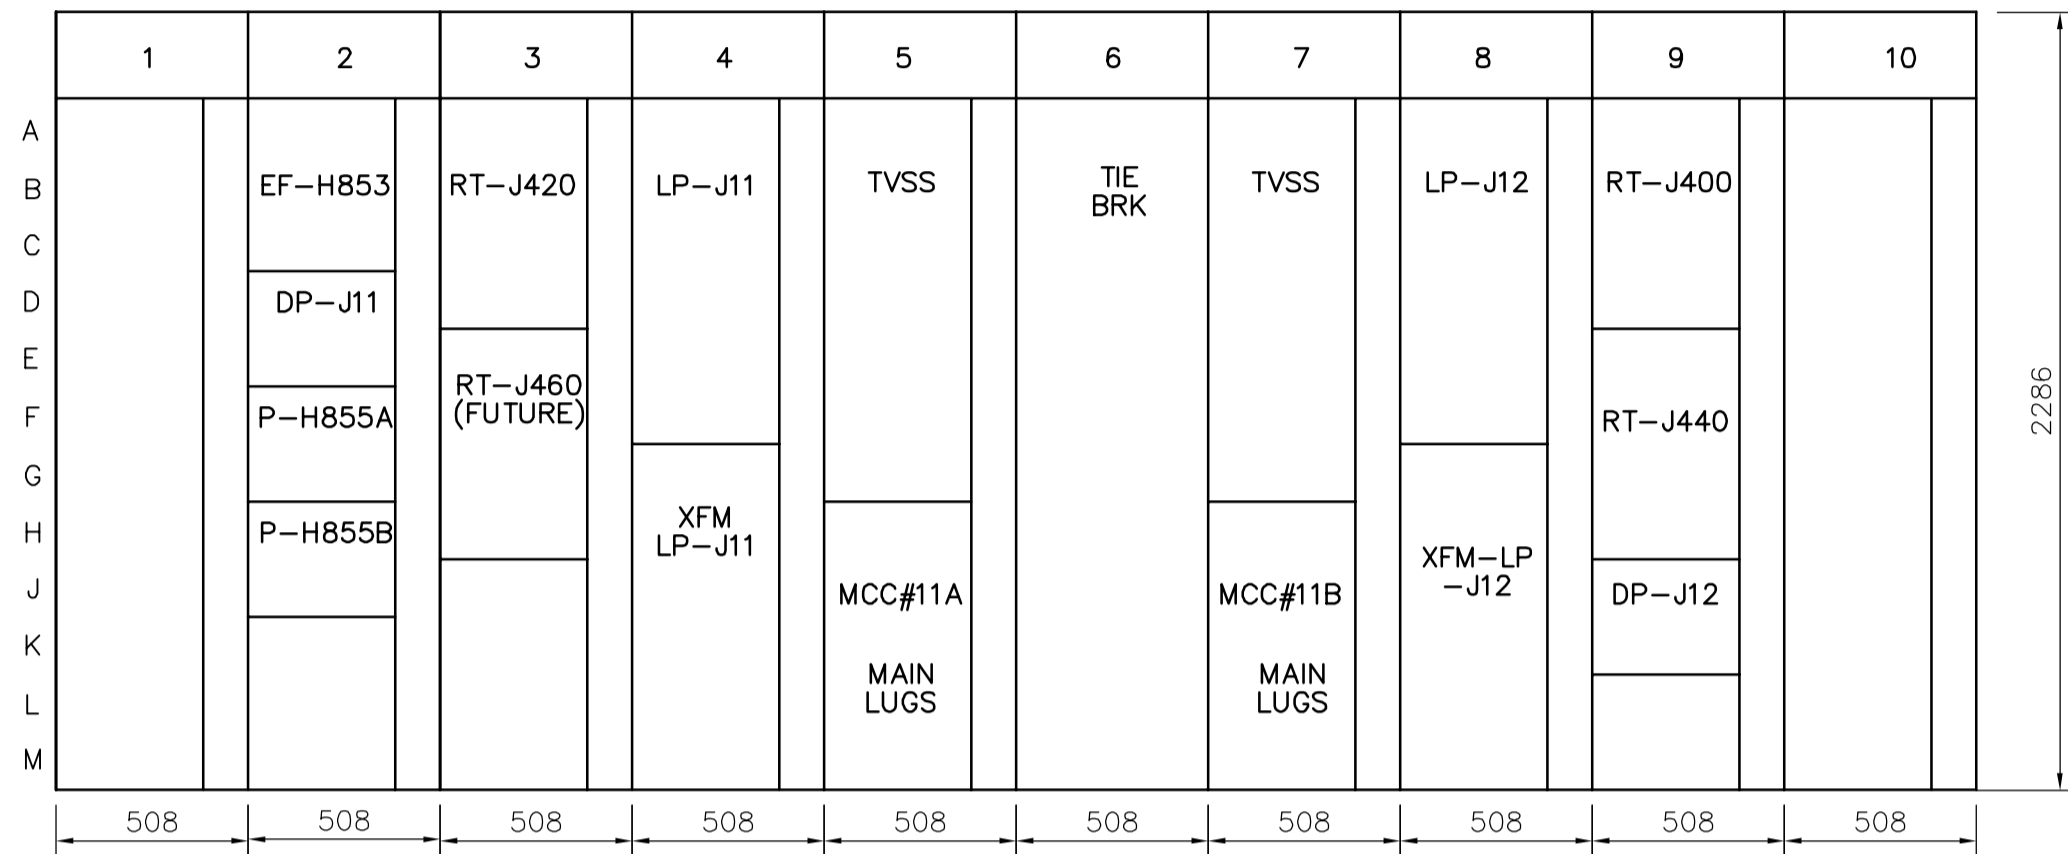 1 2 3 4 5 6 7 8 9 10
A
B
C
D
E
F
G
H
J
K
L
M
EF-H853
DP-J11
P-H855A
P-H855B
RT-J420
RT-J460
(FUTURE)
LP-J11
XFM
LP-J11
TVSS
MCC#11A
MAIN
LUGS
TIE
BRK
TVSS
MCC#11B
MAIN
LUGS
LP-J12
XFM-LP
-J12
RT-J400
RT-J440
DP-J12
2286
508 508 508 508 508 508 508 508 508 508